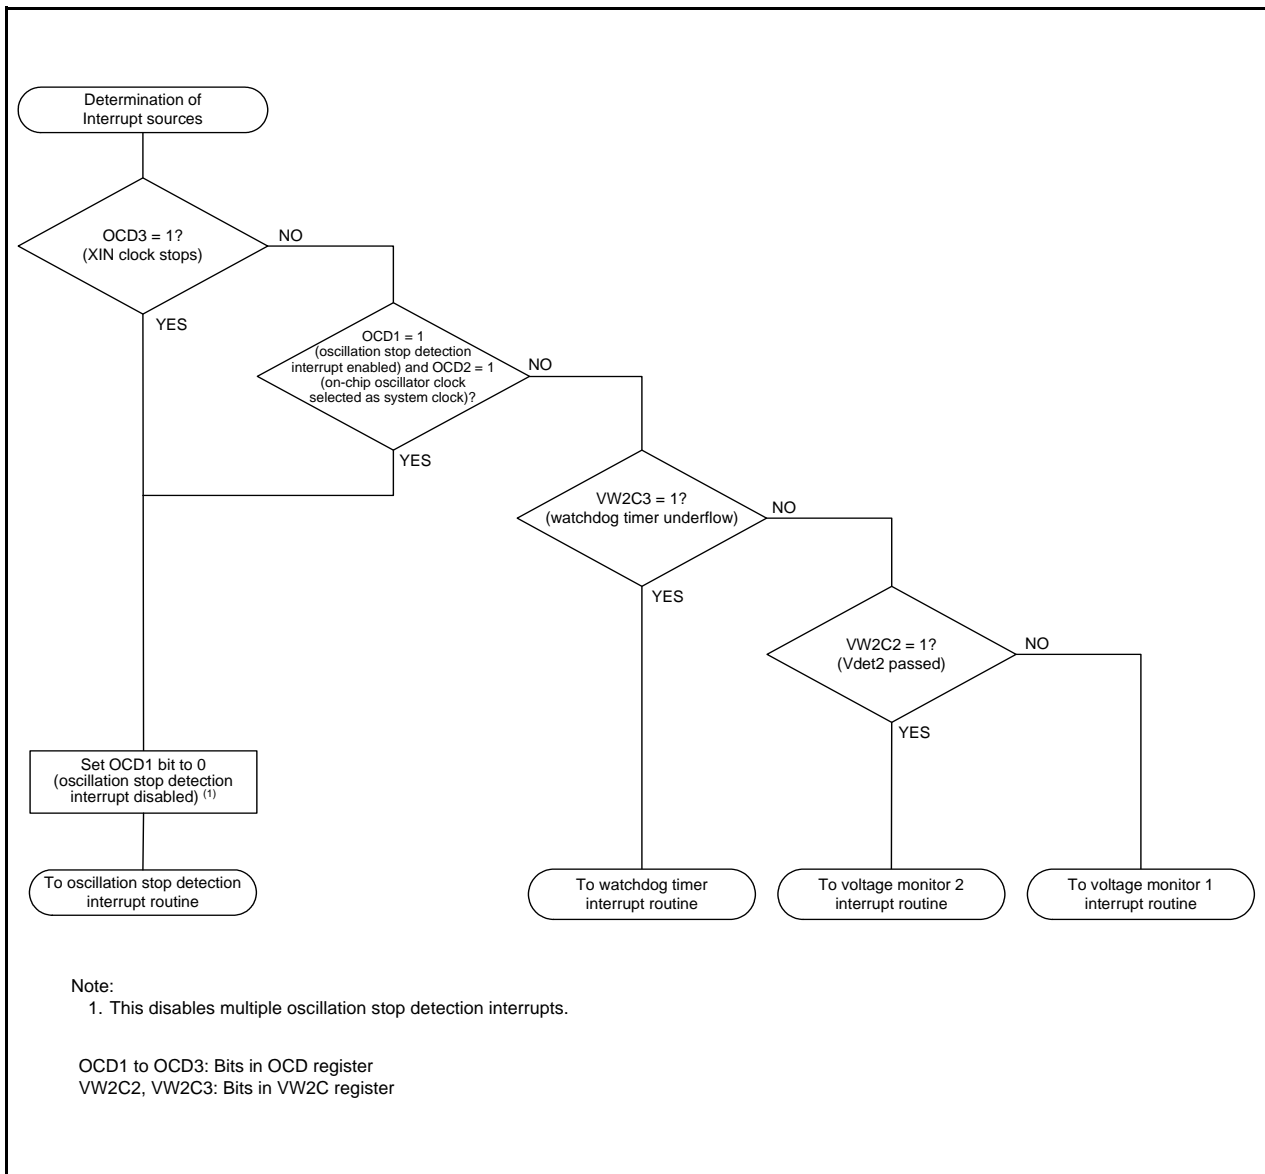 Determination of
Interrupt sources
OCD3 = 1?
(XIN clock stops)
NO
YES
OCD1 = 1
(oscillation stop detection
interrupt enabled) and OCD2 = 1
(on-chip oscillator clock
selected as system clock)?
NO
YES
VW2C3 = 1?
(watchdog timer underflow)
NO
YES
VW2C2 = 1?
(Vdet2 passed)
NO
YES
Set OCD1 bit to 0
(oscillation stop detection
interrupt disabled) (1)
To oscillation stop detection
interrupt routine
To watchdog timer
interrupt routine
To voltage monitor 2
interrupt routine
To voltage monitor 1
interrupt routine
Note:
1. This disables multiple oscillation stop detection interrupts.
OCD1 to OCD3: Bits in OCD register
VW2C2, VW2C3: Bits in VW2C register